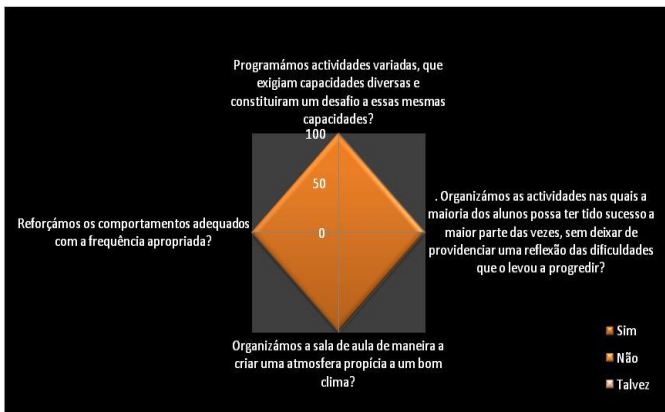 Programámos actividades variadas, que
exigiam capacidades diversas e
constituiram um desafio a essas mesmas
capacidades?
100
50
0
. Organizámos as actividades nas quais a
maioria dos alunos possa ter tido sucesso a
maior parte das vezes, sem deixar de
providenciar uma reflexão das dificuldades
que o levou a progredir?
Reforçámos os comportamentos adequados
com a frequência apropriada?
Organizámos a sala de aula de maneira a
criar uma atmosfera propícia a um bom
clima?
Sim
Não
Talvez